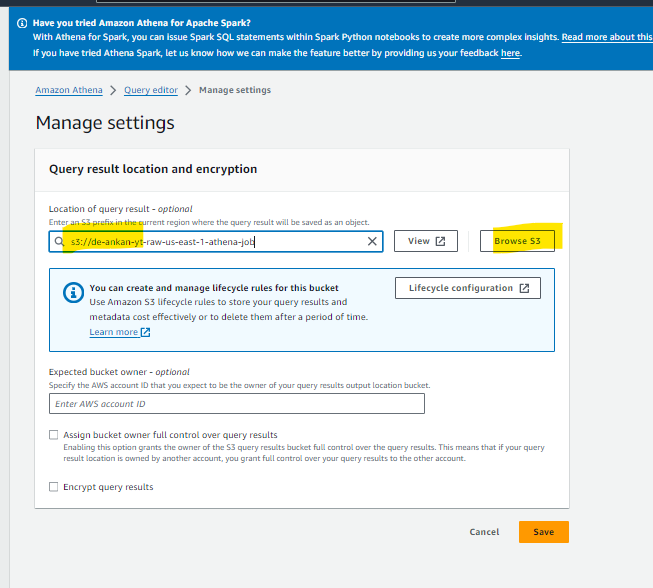 Have you tried Amazon Athena for Apache Spark?
With Athena for Spark, you can issue Spark SQL statements within Spark Python notebooks to create more complex insights. Read more about this
If you have tried Athena Spark, let us know how we can make the feature better by providing us your feedback here.
Amazon Athena > Query editor > Manage settings
Manage settings
Query result location and encryption
Location of query result - optional
Enter an S3 prefix in the current region where the query result will be saved as an object.
s3://de-ankan-yt-raw-us-east-1-athena-job
View
Browse S3
You can create and manage lifecycle rules for this bucket
Use Amazon S3 lifecycle rules to store your query results and
metadata cost effectively or to delete them after a period of time.
Learn more
Lifecycle configuration
Expected bucket owner - optional
Specify the AWS account ID that you expect to be the owner of your query results output location bucket.
Enter AWS account ID
Assign bucket owner full control over query results
Enabling this option grants the owner of the S3 query results bucket full control over the query results. This means that if your query
result location is owned by another account, you grant full control over your query results to the other account.
Encrypt query results
Cancel
Save